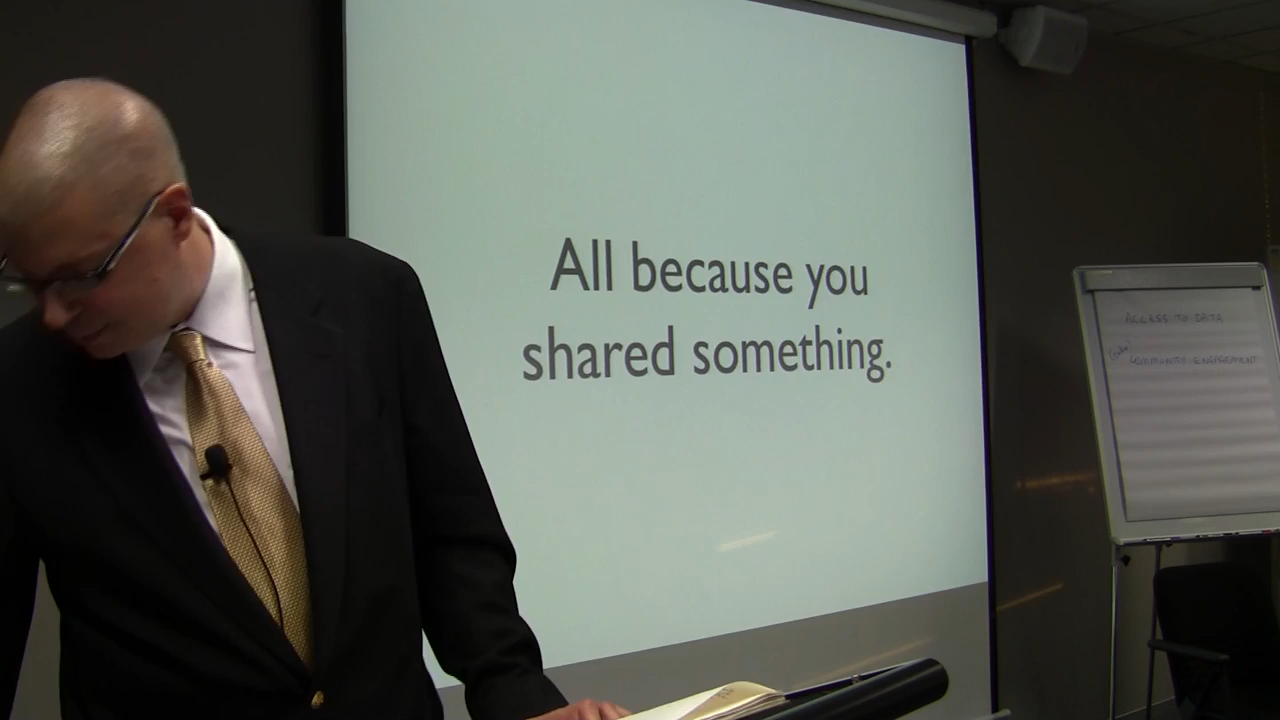 All because you
shared something.
ACCESS TO DATA
COMMUNITY ENGAGEMENT